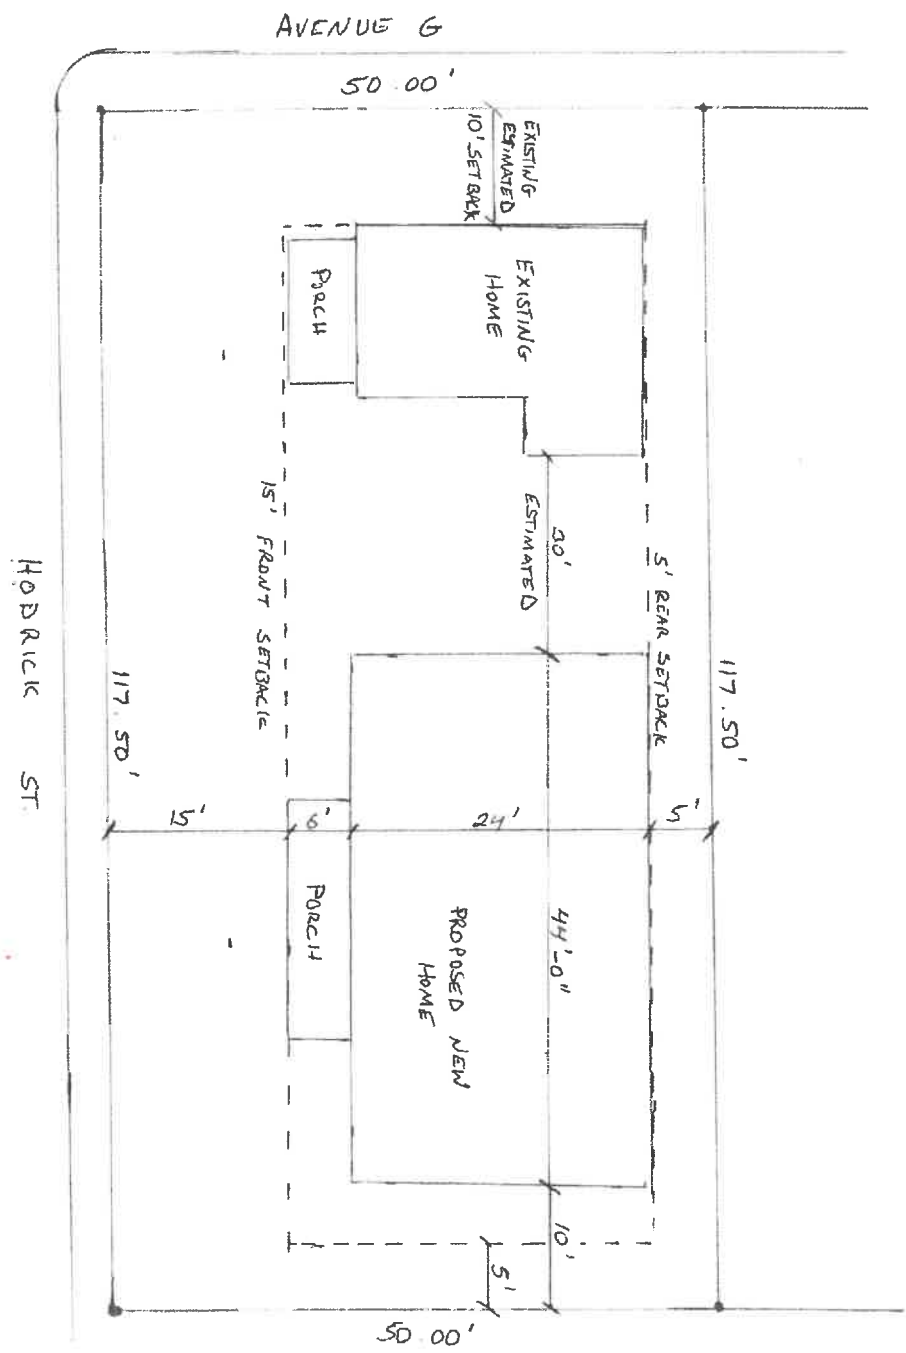 AVENUE G
50.00'
EXISTING
ESTIMATED
10' SETBACK
EXISTING
HOME
PORCH
15' FRONT SETBACK
30'
ESTIMATED
5' REAR SETBACK
117.50'
HODRICK ST.
117.50'
15'
6'
24'
5'
PORCH
PROPOSED NEW
HOME
44'-0"
10'
5'
50.00'